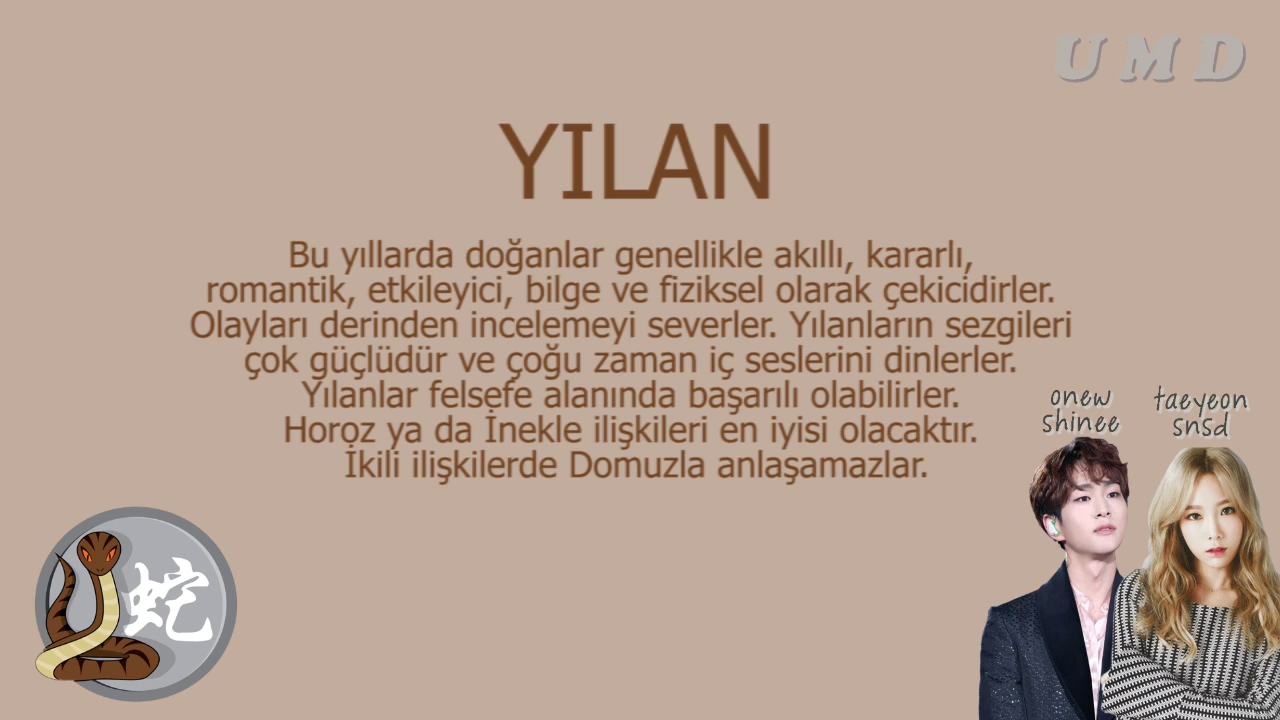 UMD
YILAN
Bu yıllarda doğanlar genellikle akıllı, kararlı,
romantik, etkileyici, bilge ve fiziksel olarak çekicidirler.
Olayları derinden incelemeyi severler. Yılanların sezgileri
çok güçlüdür ve çoğu zaman iç seslerini dinlerler.
Yılanlar felsefe alanında başarılı olabilirler.
Horoz ya da İnekle ilişkileri en iyisi olacaktır.
İkili ilişkilerde Domuzla anlaşamazlar.
onew
shinee
taeyeon
snsd
蛇